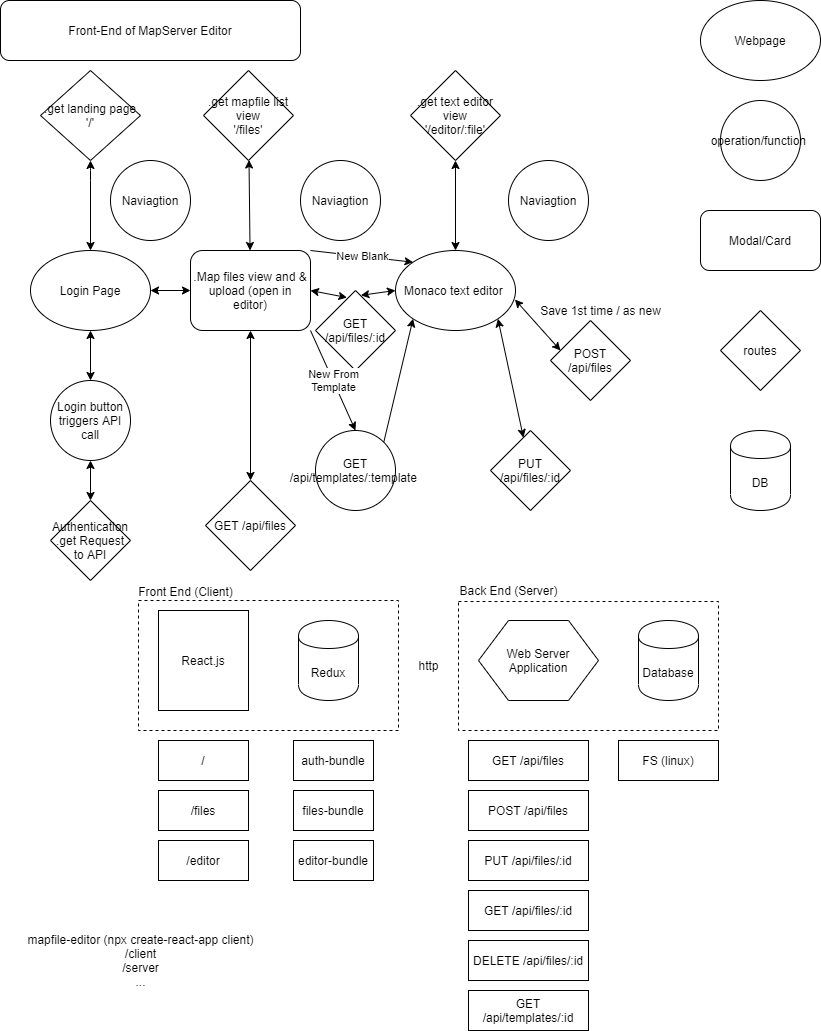 Front-End of MapServer Editor
Webpage
.get landing page
'/'
.get mapfile list
view
'/files'
.get text editor
view
'/editor/:file'
operation/function
Naviagtion
Naviagtion
Naviagtion
Modal/Card
Login Page
.Map files view and &
upload (open in
editor)
New Blank
Monaco text editor
GET
/api/files/:id
Save 1st time / as new
POST
/api/files
routes
New From
Template
Login button
triggers API
call
GET
/api/templates/:template
PUT
/api/files/:id
DB
Authentication
.get Request
to API
GET /api/files
Front End (Client)
Back End (Server)
React.js
Redux
http
Web Server
Application
Database
/
auth-bundle
GET /api/files
FS (linux)
/files
files-bundle
POST /api/files
/editor
editor-bundle
PUT /api/files/:id
GET /api/files/:id
DELETE /api/files/:id
GET
/api/templates/:id
mapfile-editor (npx create-react-app client)
/client
/server
...